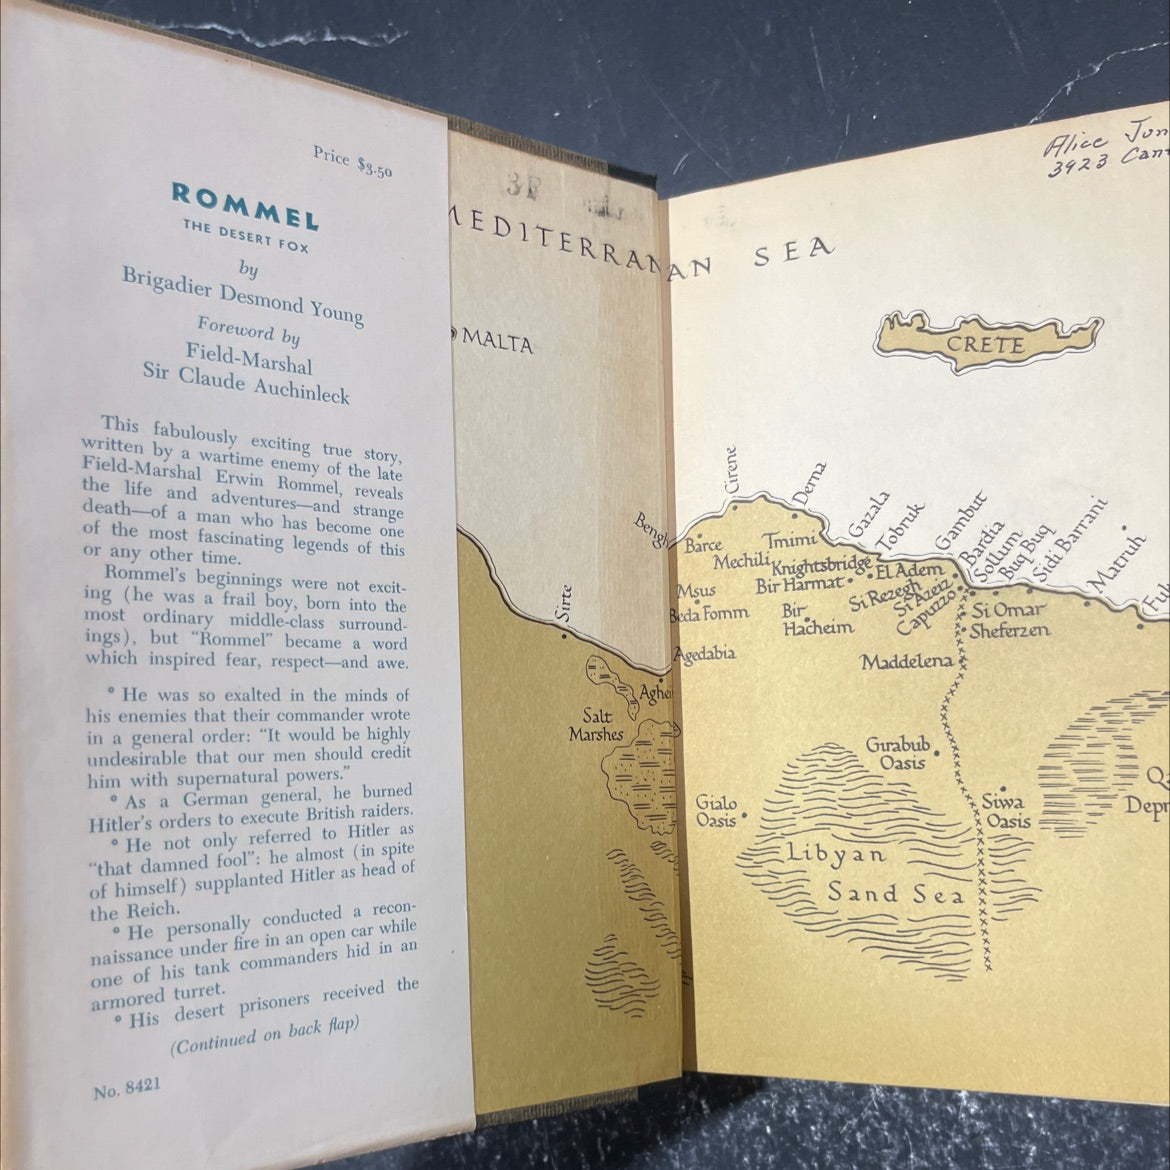 Price $3.50
ROMMEL
THE DESERT FOX
by
Brigadier Desmond Young
Foreword by
Field-Marshal
Sir Claude Auchinleck
This fabulously exciting true story,
written by a wartime enemy of the late
Field-Marshal Erwin Rommel, reveals
the life and adventures—and strange
death—of a man who has become one
of the most fascinating legends of this
or any other time.
Rommel's beginnings were not excit-
ing (he was a frail boy, born into the
most ordinary middle-class surround-
ings), but "Rommel" became a word
which inspired fear, respect—and awe.
* He was so exalted in the minds of
his enemies that their commander wrote
in a general order: "It would be highly
undesirable that our men should credit
him with supernatural powers."
* As a German general, he burned
Hitler's orders to execute British raiders.
* He not only referred to Hitler as
"that damned fool": he almost (in spite
of himself) supplanted Hitler as head of
the Reich.
* He personally conducted a recon-
naissance under fire in an open car while
one of his tank commanders hid in an
armored turret.
* His desert prisoners received the
(Continued on back flap)
No. 8421
MEDITERRANEAN SEA
MALTA
Sirte
Salt
Marshes
Alice
3923
CRETE
Cirene
Derna
Gazala
Tobruk
Gambut
Bardia
Sollum
Buq Buq
Sidi Barrani
Matruh
Barce
Tmimi
Mechili
Knightsbridge
El Adem
Msus
Bir Harmat
Si Rezegh
Si Azeiz
Capuzzo
Beda Fomm
Bir
Hacheim
Si Omar
Sheferzen
Agedabia
Maddelena
Girabub
Oasis
Gialo
Oasis
Siwa
Oasis
Libyan
Sand Sea